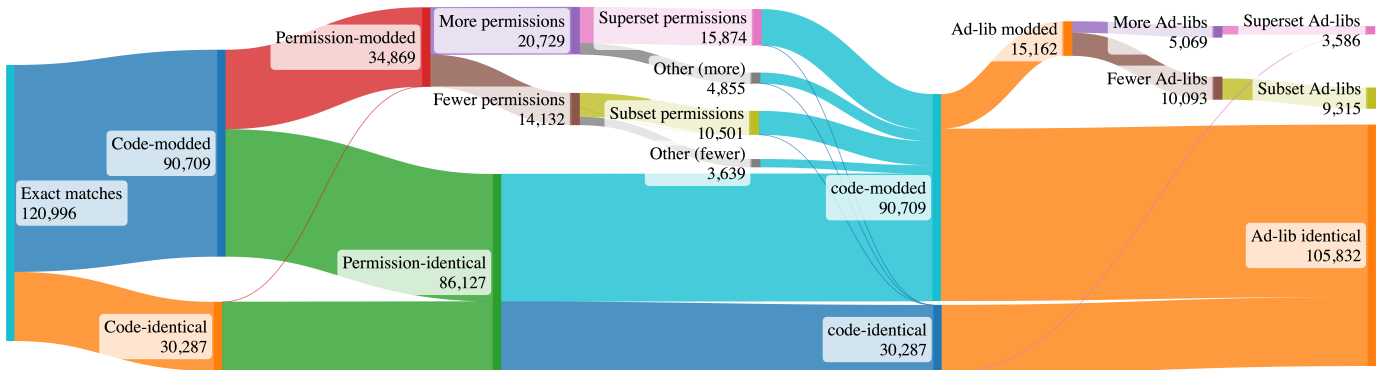 Exact matches
120,996
Code-modded
90,709
Code-identical
30,287
Permission-modded
34,869
Permission-identical
86,127
More permissions
20,729
Fewer permissions
14,132
Superset permissions
15,874
Other (more)
4,855
Subset permissions
10,501
Other (fewer)
3,639
code-modded
90,709
code-identical
30,287
Ad-lib modded
15,162
More Ad-libs
5,069
Fewer Ad-libs
10,093
Superset Ad-libs
3,586
Subset Ad-libs
9,315
Ad-lib identical
105,832